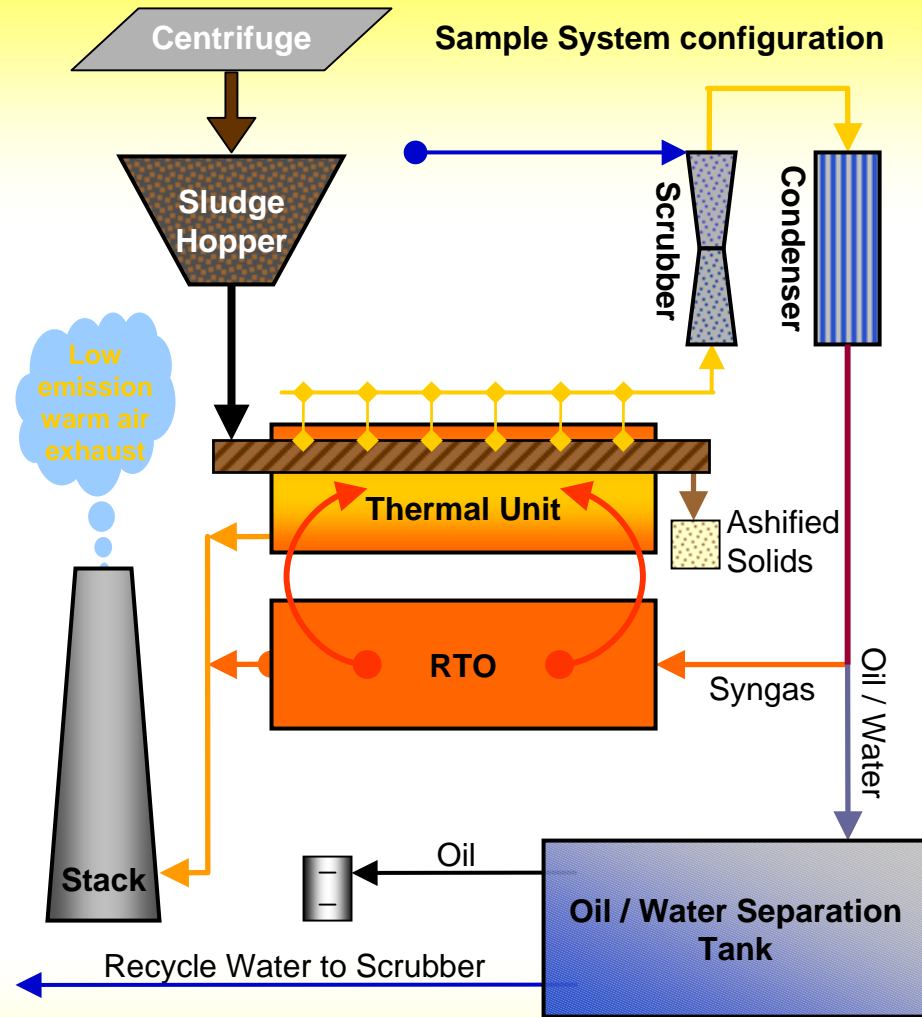 Centrifuge
Sample System configuration
Sludge
Hopper
Scrubber
Condenser
Low
emission
warm air
exhaust
Thermal Unit
Ashified
Solids
RTO
Syngas
Oil / Water
Stack
Oil
Oil / Water Separation
Tank
Recycle Water to Scrubber